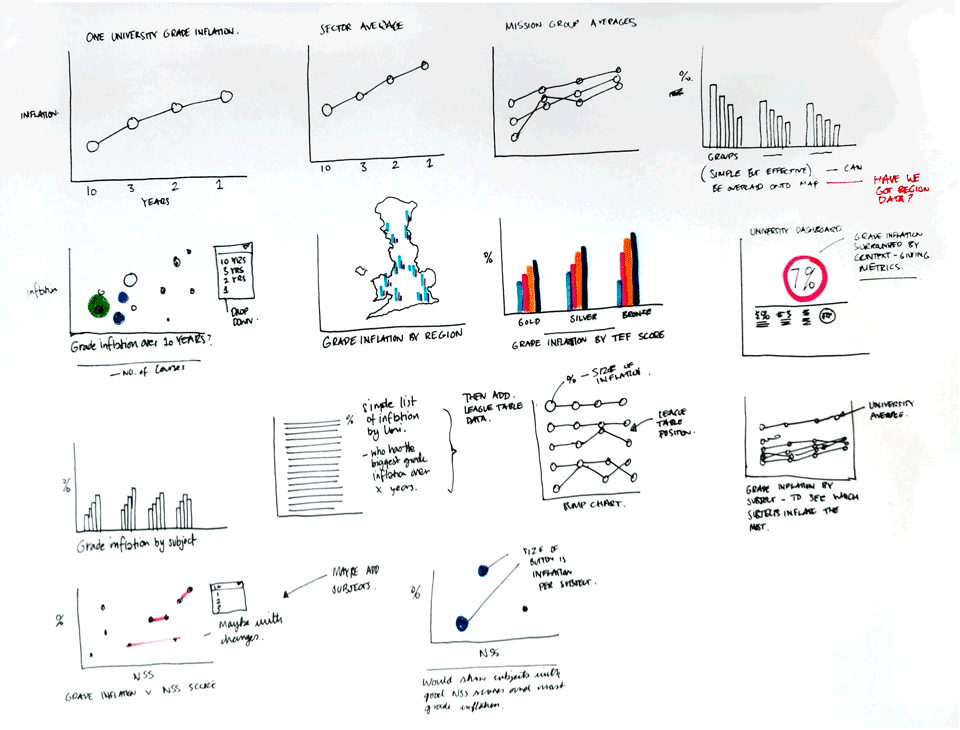 ONE UNIVERSITY GRADE INFLATION.
SECTOR AVERAGE
MISSION GROUP AVERAGES
INFLATION
10 3 2 1
YEARS
10 3 2 1
%
GROUPS
(SIMPLE BUT EFFECTIVE) — CAN
BE OVERLAID ONTO MAP
HAVE WE
GOT REGION
DATA?
Inflation
10 YRS
3 YRS
2 YRS
1
DROP
DOWN.
Grade inflation over 10 YEARS?
— NO. of Courses
GRADE INFLATION BY REGION
%
GOLD SILVER BRONZE
GRADE INFLATION BY TEF SCORE
UNIVERSITY DASHBOARD
7%
GRADE INFLATION
SURROUNDED BY
CONTEXT-GIVING
METRICS.
%
Grade inflation by subject
%
Simple list
of inflation
by Uni.
- Who has the
biggest grade
inflation over
x years.
THEN ADD
LEAGUE TABLE
DATA.
% — SIZE OF
INFLATION.
LEAGUE
TABLE
POSITION.
BUMP CHART.
UNIVERSITY
AVERAGE.
GRADE INFLATION BY
SUBJECT - TO SEE WHICH
SUBJECTS INFLATE THE
MOST.
%
MAYBE ADD
SUBJECTS.
Maybe with
changes.
NSS
GRADE INFLATION V NSS SCORE
%
SIZE OF
BUTTON IS
INFLATION
PER SUBJECT.
NSS
Would show subjects with
good NSS scores and most
grade inflation.